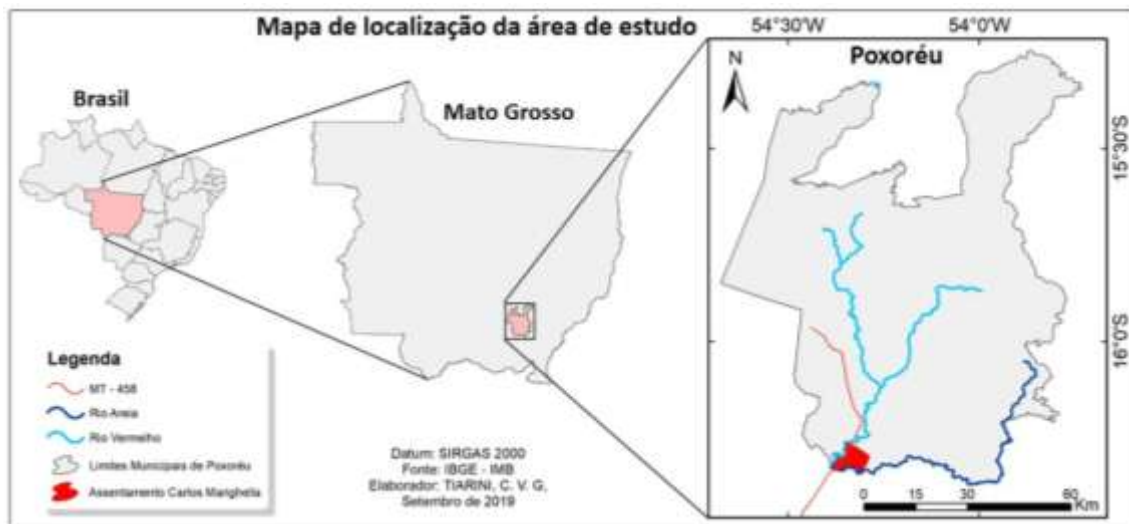 Mapa de localização da área de estudo
Brasil
Mato Grosso
54°30'W
54°0'W
Poxoréu
N
15°30'S
16°0'S
Legenda
MT - 458
Rio Areia
Rio Vermelho
Limites Municipais de Poxoréu
Assentamento Carlos Marighella
Datum: SIRGAS 2000
Fonte: IBGE - IMB
Elaborador: TIARINI, C. V. G,
Setembro de 2019
0 15 30 60
Km